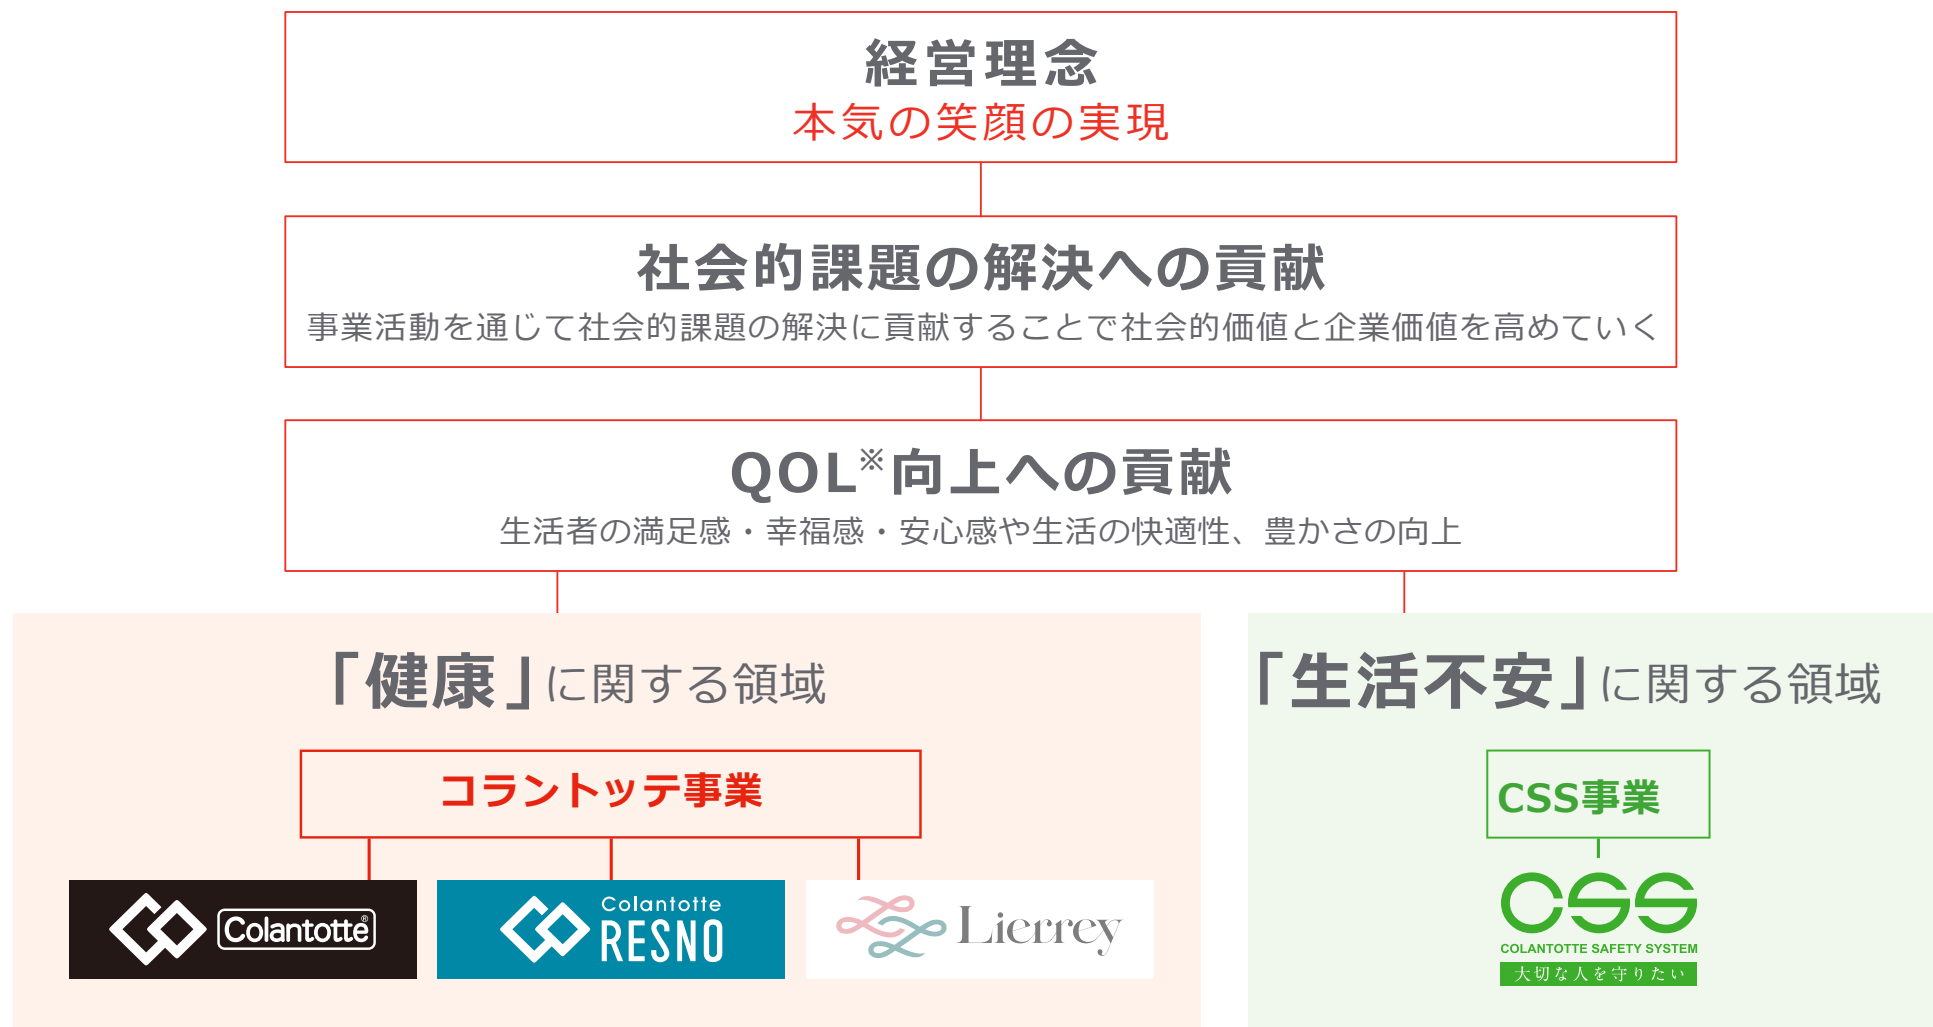 経営理念
本気の笑顔の実現
社会的課題の解決への貢献
事業活動を通じて社会的課題の解決に貢献することで社会的価値と企業価値を高めていく
QOL※向上への貢献
生活者の満足感・幸福感・安心感や生活の快適性、豊かさの向上
「健康」に関する領域
コラントッテ事業
Colantotte®
Colantotte
RESNO
Lierrey
「生活不安」に関する領域
CSS事業
CSS
COLANTOTTE SAFETY SYSTEM
大切な人を守りたい